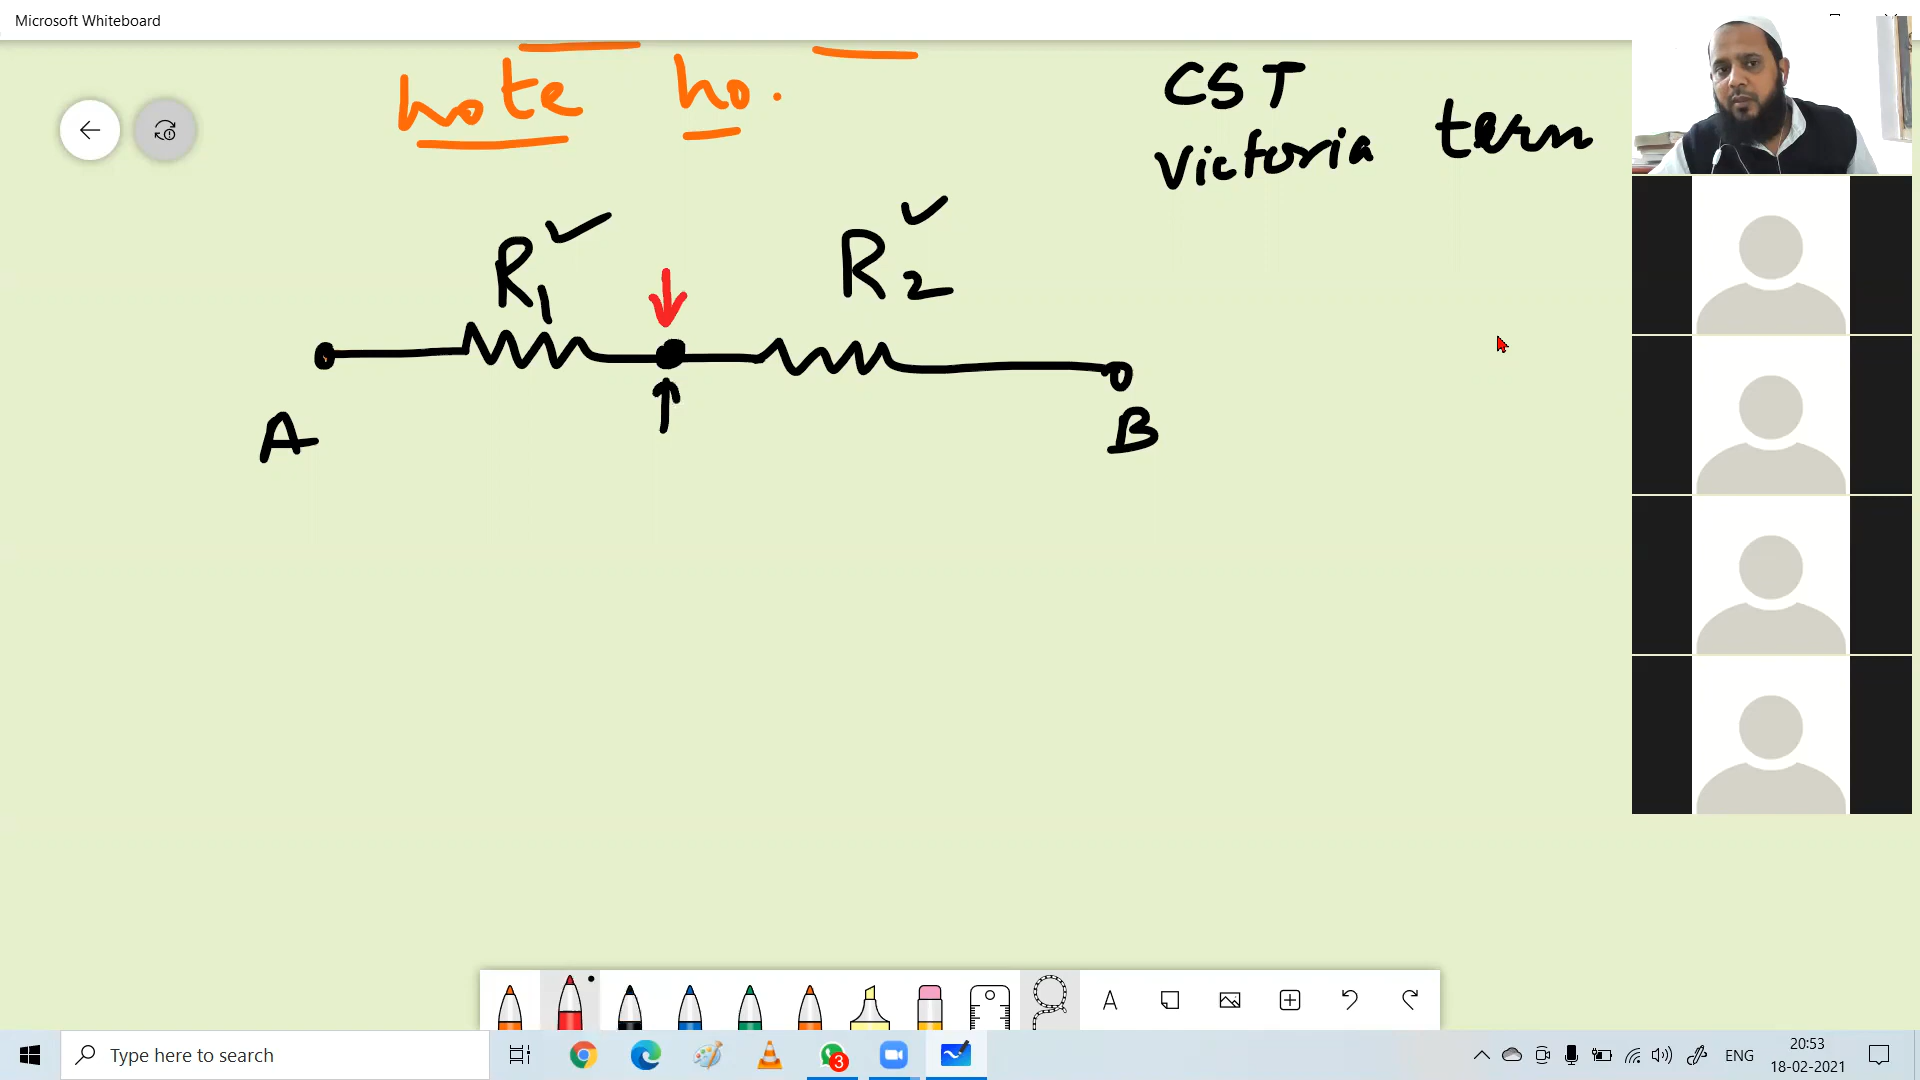 Microsoft Whiteboard
hote ho.
CST
Victoria term
R1 R2
A B
A
Type here to search
3
ENG
20:53
18-02-2021